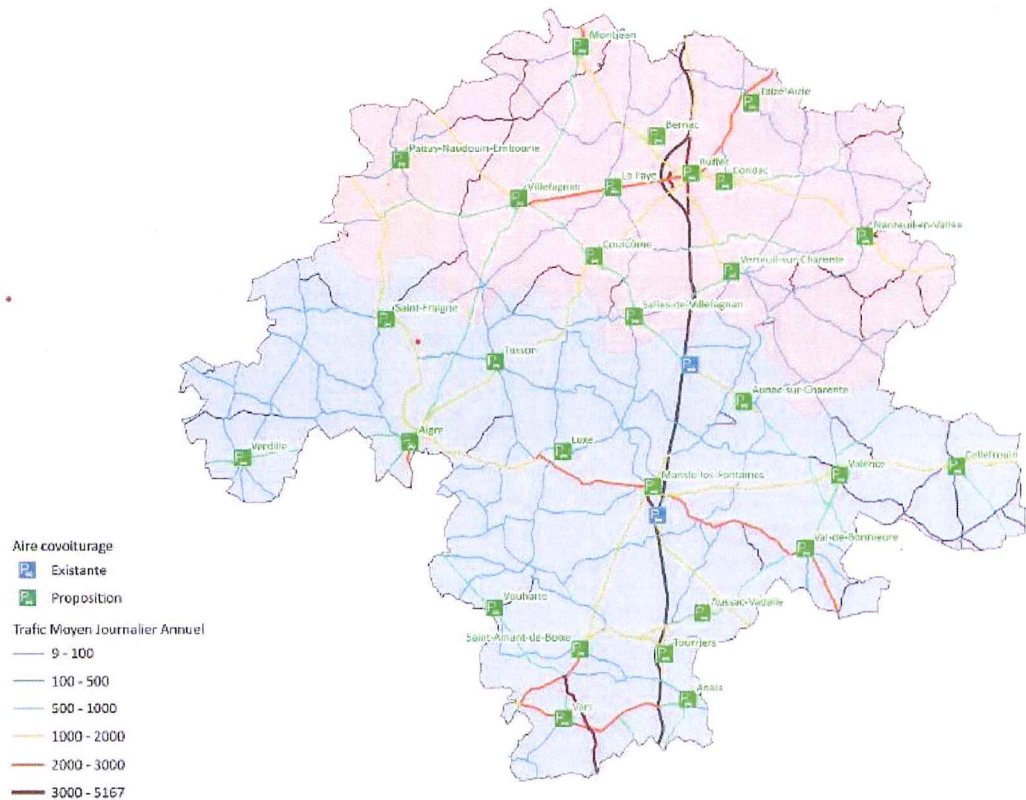 Montjean
Taizé-Aizie
Bernac
Paizay-Naudouin-Embourie
Ruffec
La Faye
Condac
Villefagnan
Nanteuil-en-Vallée
Courcôme
Verteuil-sur-Charente
Saint-Fraigne
Salles-de-Villefagnan
Tusson
Aunac-sur-Charente
Aigre
Luxé
Verdille
Valence
Cellefrouin
Mansle-les-Fontaines
Aire covoiturage
Existante
Val-de-Bonnieure
Proposition
Vouharte
Aussac-Vadalle
Trafic Moyen Journalier Annuel
Saint-Amant-de-Boixe
Tourriers
9 - 100
100 - 500
Anais
500 - 1000
Vars
1000 - 2000
2000 - 3000
3000 - 5167